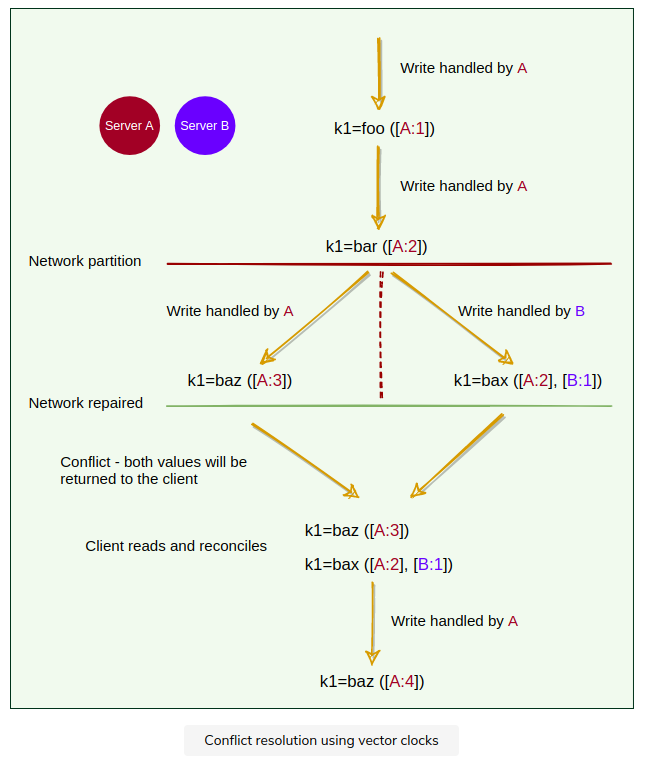 Write handled by A
Server A
Server B
k1=foo ([A:1])
Write handled by A
k1=bar ([A:2])
Network partition
Write handled by A
Write handled by B
k1=baz ([A:3])
k1=bax ([A:2], [B:1])
Network repaired
Conflict - both values will be
returned to the client
k1=baz ([A:3])
Client reads and reconciles
k1=bax ([A:2], [B:1])
Write handled by A
k1=baz ([A:4])
Conflict resolution using vector clocks